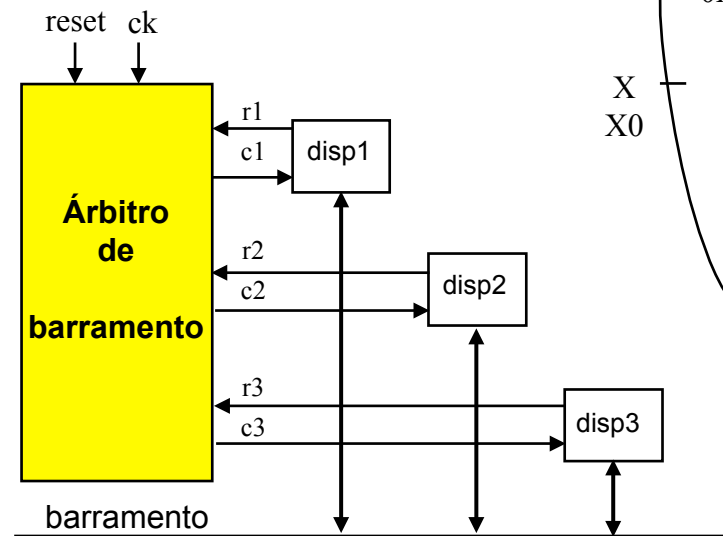 reset ck
X
X0
r1
c1
disp1
Árbitro
de
barramento
r2
c2
disp2
r3
c3
disp3
barramento